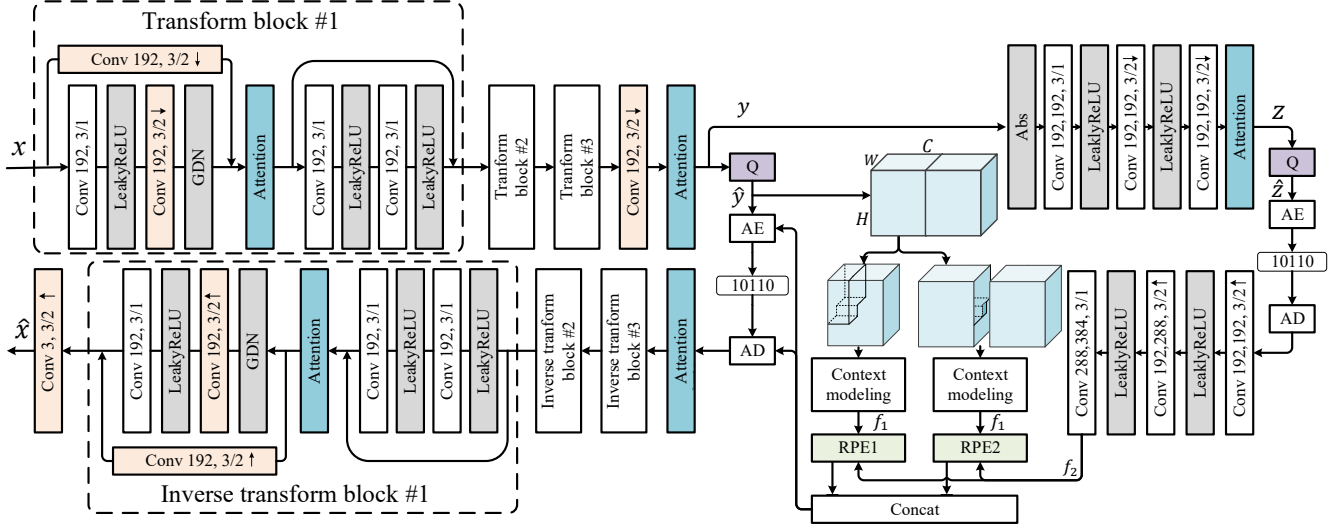 Transform block #1
Conv 192, 3/2 ↓
x
Conv 192, 3/1
LeakyReLU
Conv 192, 3/2 ↓
GDN
Attention
Conv 192, 3/1
LeakyReLU
Conv 192, 3/1
LeakyReLU
Tranform
block #2
Tranform
block #3
Conv 192, 3/2 ↓
Attention
y
Q
ŷ
AE
10110
AD
W
C
H
Abs
Conv 192,192, 3/1
LeaklyReLU
Conv 192,192, 3/2↓
LeaklyReLU
Conv 192,192, 3/2↓
Attention
z
Q
ẑ
AE
10110
AD
x̂
Conv 3, 3/2 ↑
Conv 192, 3/1
LeakyReLU
Conv 192, 3/2↑
GDN
Attention
Conv 192, 3/1
LeakyReLU
Conv 192, 3/1
LeakyReLU
Inverse tranform
block #2
Inverse tranform
block #3
Attention
Conv 192, 3/2 ↑
Inverse transform block #1
Context
modeling
Context
modeling
f₁
f₁
RPE1
RPE2
f₂
Concat
Conv 288,384, 3/1
LeaklyReLU
Conv 192,288, 3/2↑
LeaklyReLU
Conv 192,192, 3/2↑